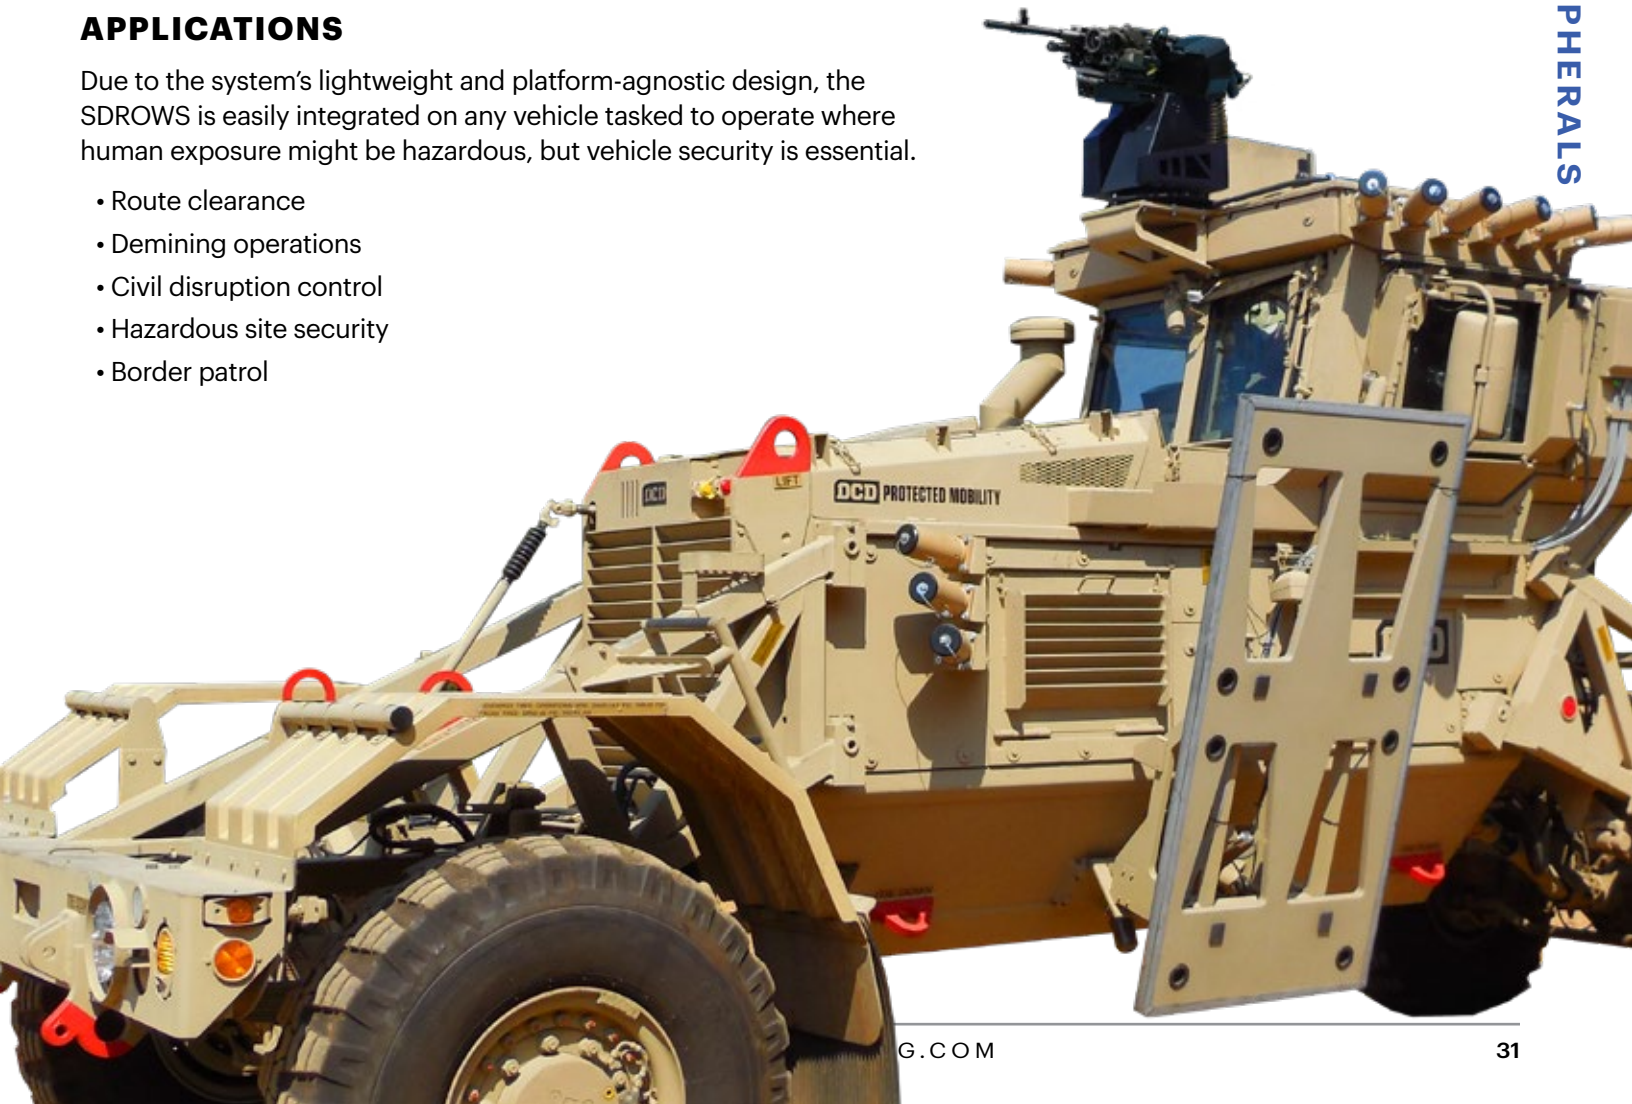 APPLICATIONS
Due to the system’s lightweight and platform-agnostic design, the
SDROWS is easily integrated on any vehicle tasked to operate where
human exposure might be hazardous, but vehicle security is essential.
• Route clearance
• Demining operations
• Civil disruption control
• Hazardous site security
• Border patrol
PHERALS
DCD
LIFT
DCD PROTECTED MOBILITY
G.COM
31